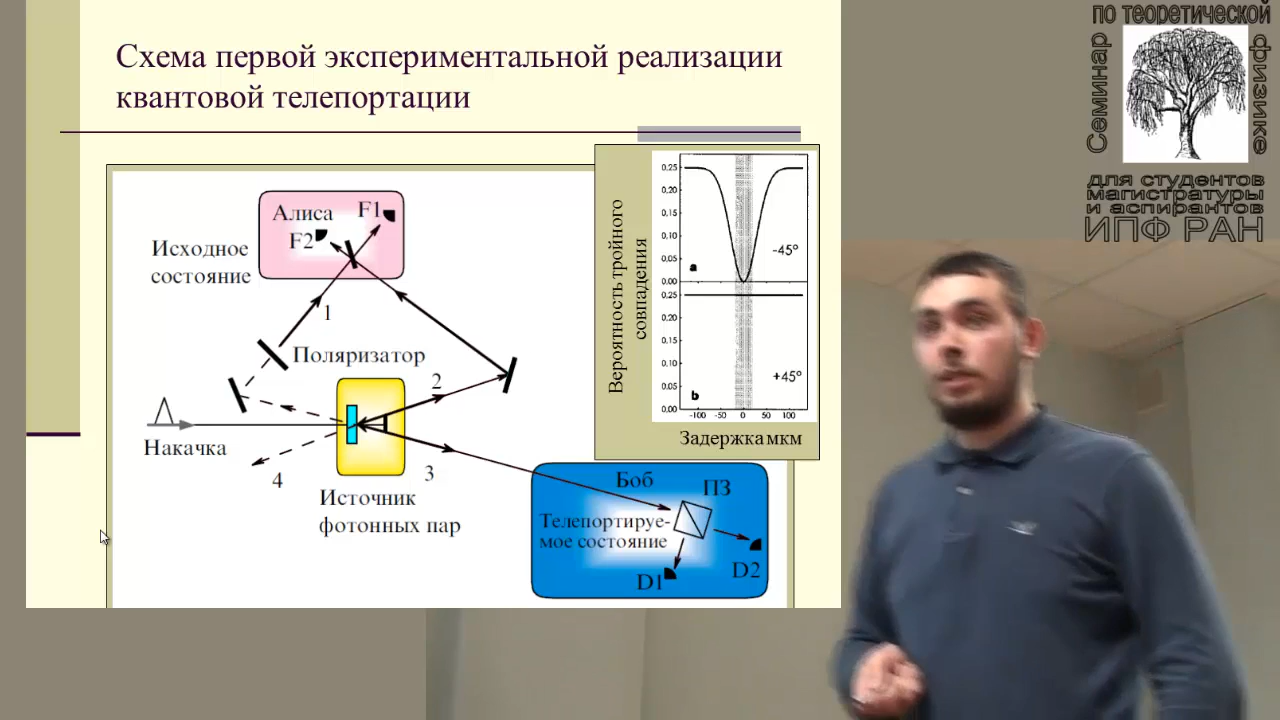 Схема первой экспериментальной реализации
квантовой телепортации
Алиса
F1
F2
Исходное
состояние
1
Поляризатор
2
Накачка
4
3
Источник
фотонных пар
Боб
ПЗ
Телепортируе-
мое состояние
D1
D2
Вероятность тройного
совпадения
0.25
0,20
0,15
0,10
0.05
0.00
a
-45°
0.25
0,20
0,15
0,10
0.05
0.00
b
+45°
-100 -50 0 50 100
Задержка мкм
Семинар
по теоретической
физике
для студентов
магистратуры
и аспирантов
ИПФ РАН